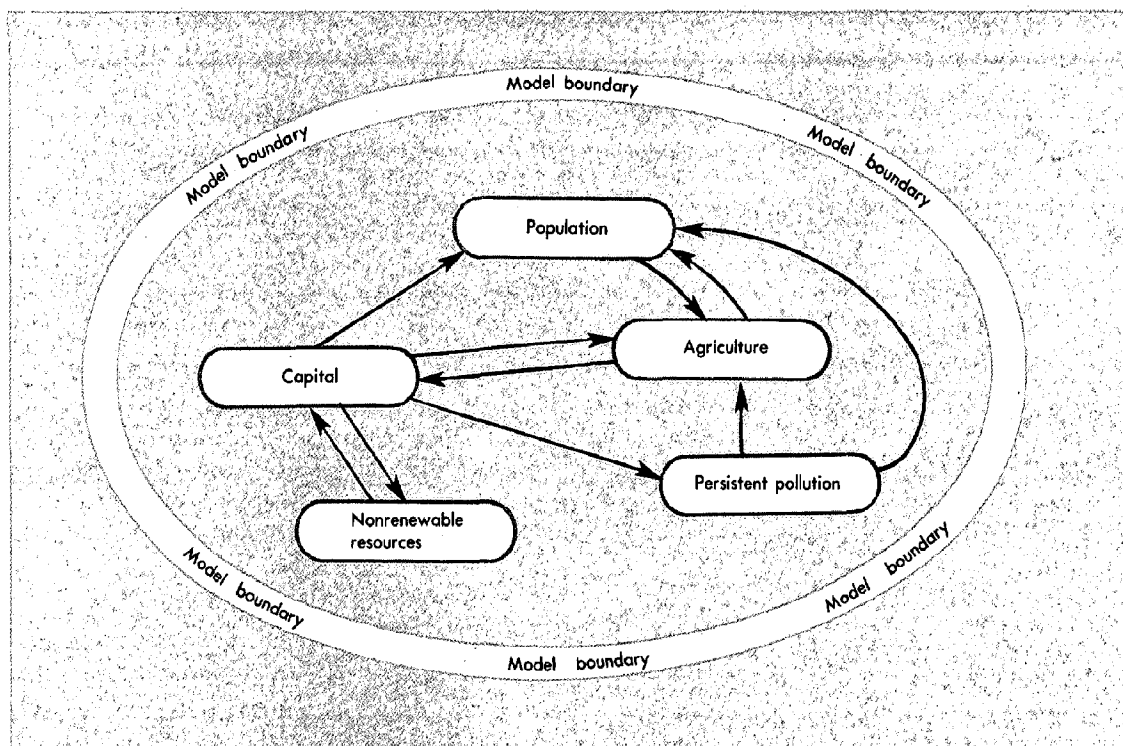 Model boundary
Model boundary
Model boundary
Population
Agriculture
Capital
Persistent pollution
Nonrenewable
resources
Model boundary
Model boundary
Model boundary